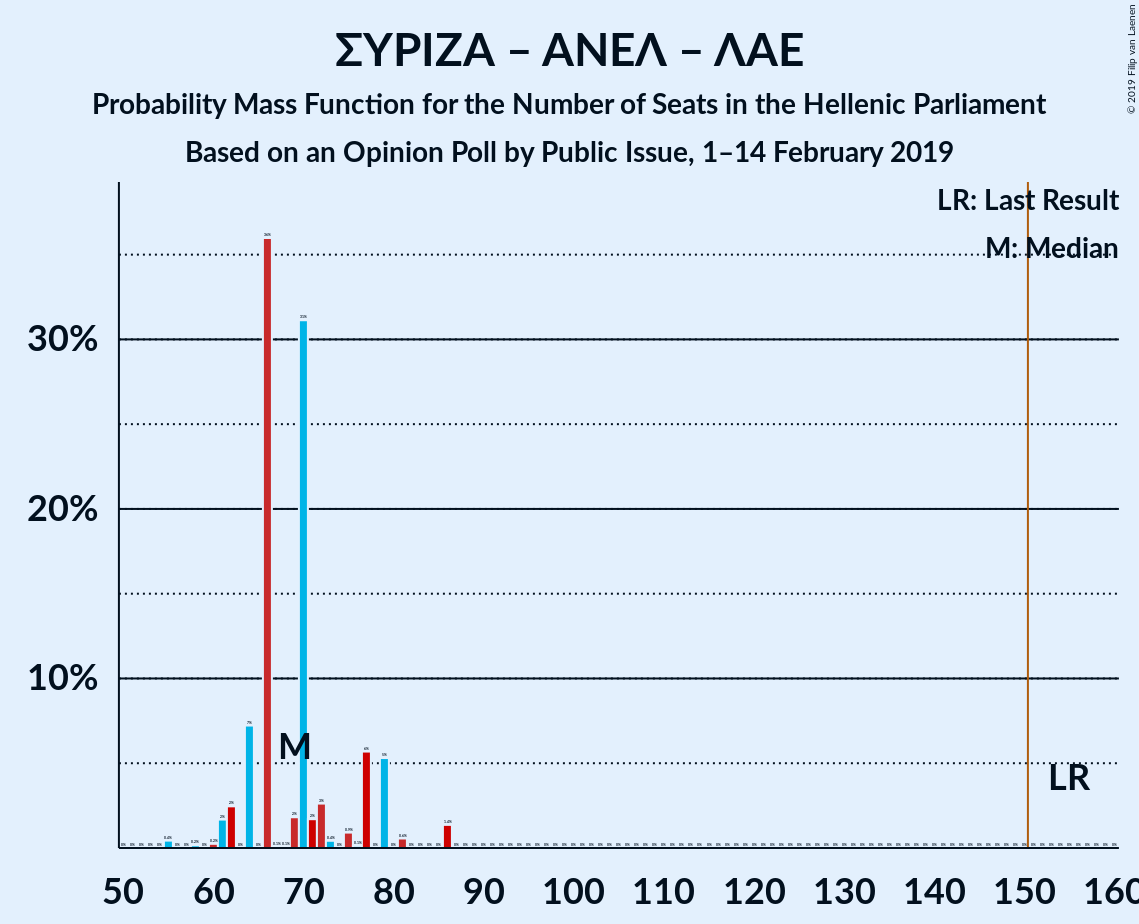 ΣΥΡΙΖΑ – ΑΝΕΛ – ΛΑΕ
Probability Mass Function for the Number of Seats in the Hellenic Parliament
Based on an Opinion Poll by Public Issue, 1–14 February 2019
© 2019 Filip van Laenen
LR: Last Result
M: Median
30%
20%
10%
M
LR
50 60 70 80 90 100 110 120 130 140 150 160